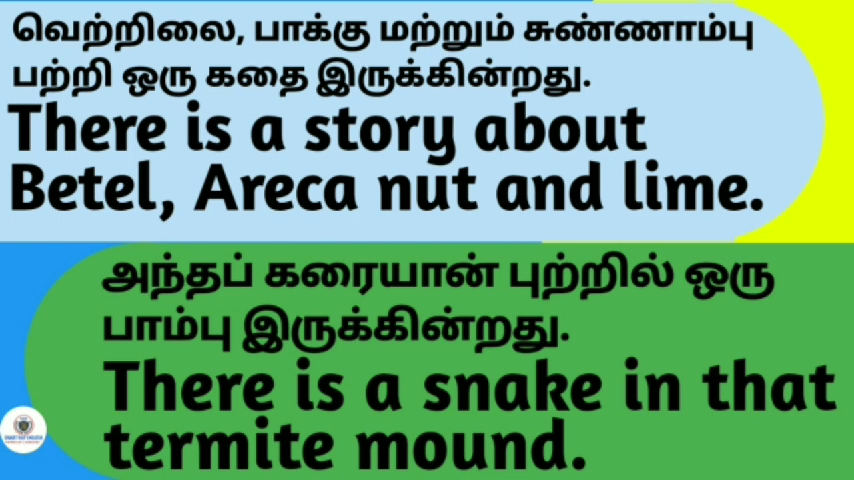 வெற்றிலை, பாக்கு மற்றும் சுண்ணாம்பு
பற்றி ஒரு கதை இருக்கின்றது.
There is a story about
Betel, Areca nut and lime.
அந்தப் கரையான் புற்றில் ஒரு
பாம்பு இருக்கின்றது.
There is a snake in that
termite mound.